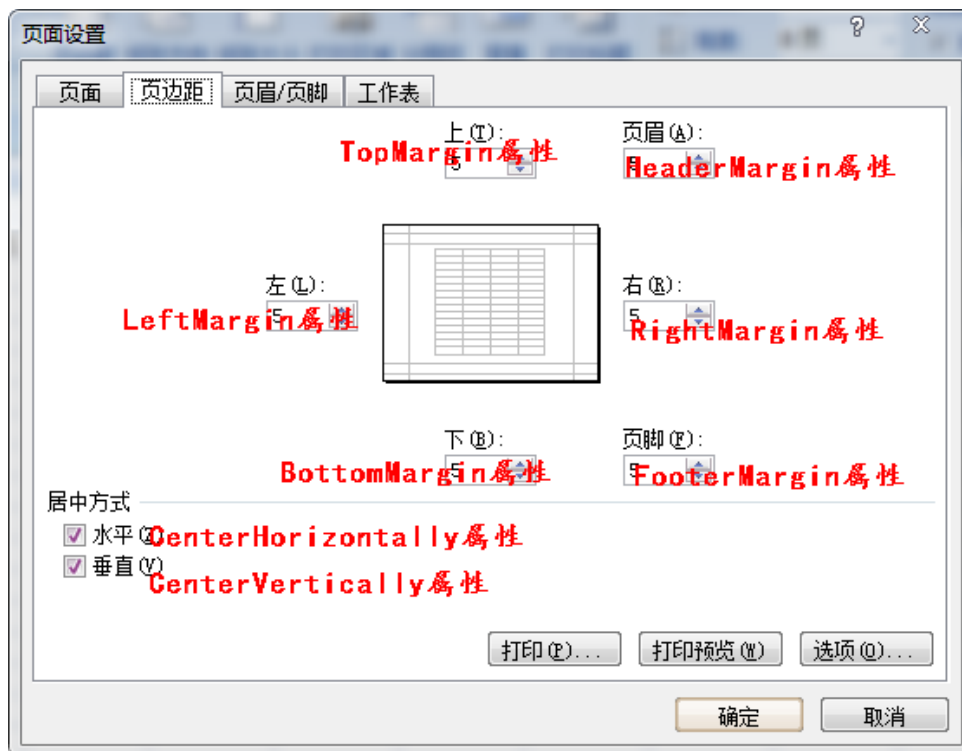 页面设置
页面 页边距 页眉/页脚 工作表
上(T): 页眉(A):
TopMargin属性 HeaderMargin属性
5
左(L): 右(R):
5 5
LeftMargin属性 RightMargin属性
下(B): 页脚(F):
BottomMargin属性 FooterMargin属性
5
居中方式
水平(Z) CenterHorizontally属性
垂直(V)
CenterVertically属性
打印(P)... 打印预览(W) 选项(O)...
确定 取消